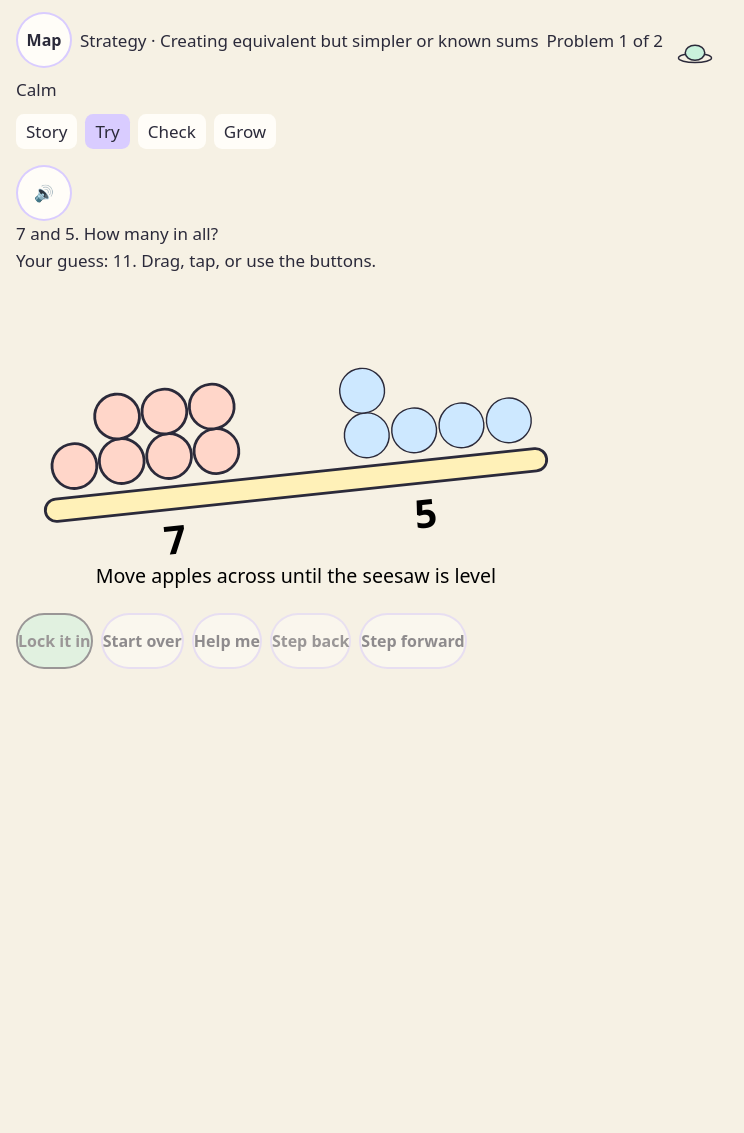 Map Strategy · Creating equivalent but simpler or known sums Problem 1 of 2
Calm
Story Try Check Grow
7 and 5. How many in all?
Your guess: 11. Drag, tap, or use the buttons.
7 5
Move apples across until the seesaw is level
Lock it in Start over Help me Step back Step forward